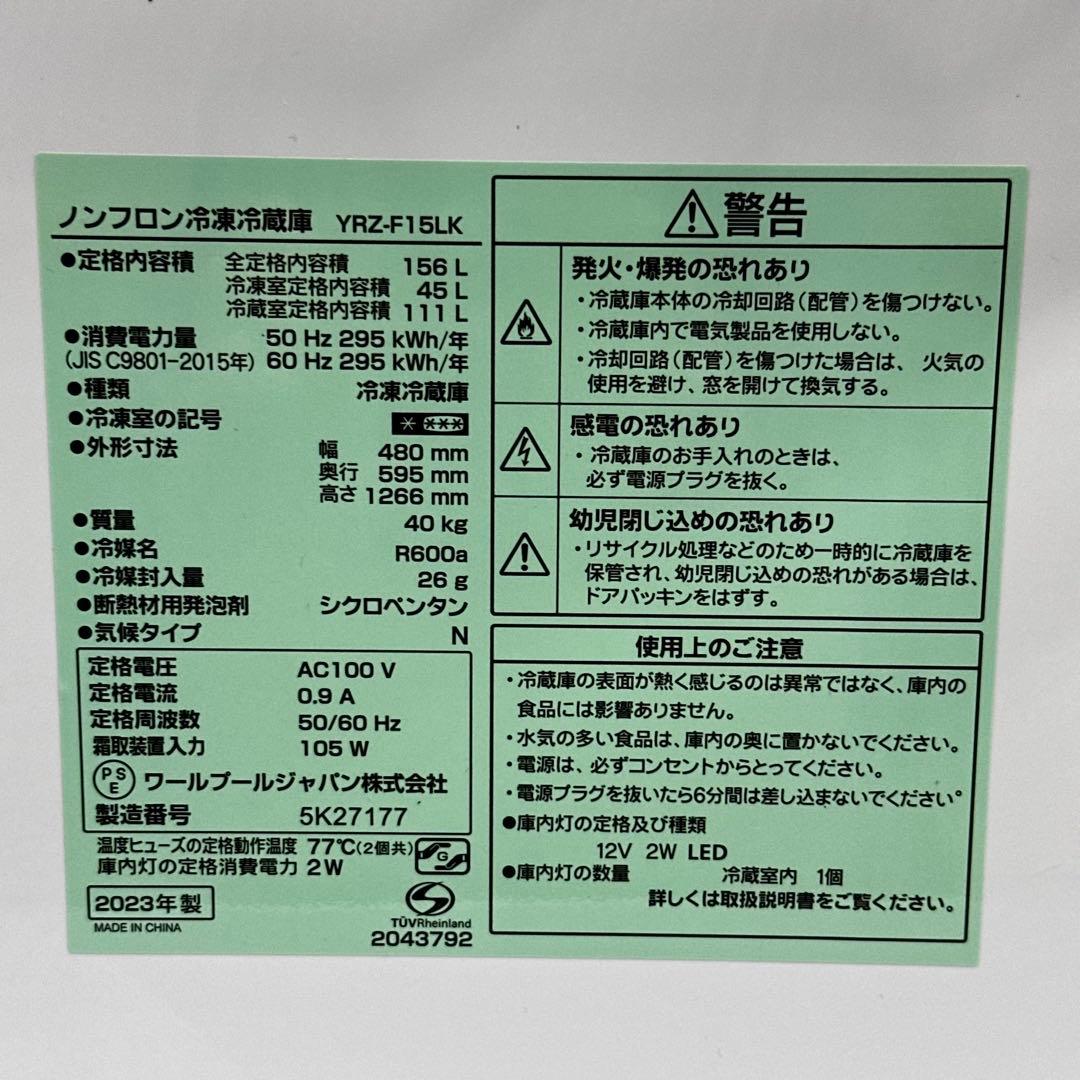 ノンフロン冷凍冷蔵庫 YRZ-F15LK
●定格内容積 全定格内容積 156 L
冷凍室定格内容積 45 L
冷蔵室定格内容積 111 L
●消費電力量 50 Hz 295 kWh/年
(JIS C9801-2015年) 60 Hz 295 kWh/年
●種類 冷凍冷蔵庫
●冷凍室の記号 * ***
●外形寸法 幅 480 mm
奥行 595 mm
高さ 1266 mm
●質量 40 kg
●冷媒名 R600a
●冷媒封入量 26 g
●断熱材用発泡剤 シクロペンタン
●気候タイプ N
定格電圧 AC100 V
定格電流 0.9 A
定格周波数 50/60 Hz
霜取装置入力 105 W
PSE ワールプールジャパン株式会社
製造番号 5K27177
温度ヒューズの定格動作温度 77℃(2個共)
庫内灯の定格消費電力 2W
G
2023年製
MADE IN CHINA
TÜVRheinland
2043792
警告
発火・爆発の恐れあり
・冷蔵庫本体の冷却回路(配管)を傷つけない。
・冷蔵庫内で電気製品を使用しない。
・冷却回路(配管)を傷つけた場合は、火気の
使用を避け、窓を開けて換気する。
感電の恐れあり
・冷蔵庫のお手入れのときは、
必ず電源プラグを抜く。
幼児閉じ込めの恐れあり
・リサイクル処理などのため一時的に冷蔵庫を
保管され、幼児閉じ込めの恐れがある場合は、
ドアパッキンをはずす。
使用上のご注意
・冷蔵庫の表面が熱く感じるのは異常ではなく、庫内の
食品には影響ありません。
・水気の多い食品は、庫内の奥に置かないでください。
・電源は、必ずコンセントからとってください。
・電源プラグを抜いたら6分間は差し込まないでください。
●庫内灯の定格及び種類
12V 2W LED
●庫内灯の数量 冷蔵室内 1個
詳しくは取扱説明書をご覧ください。